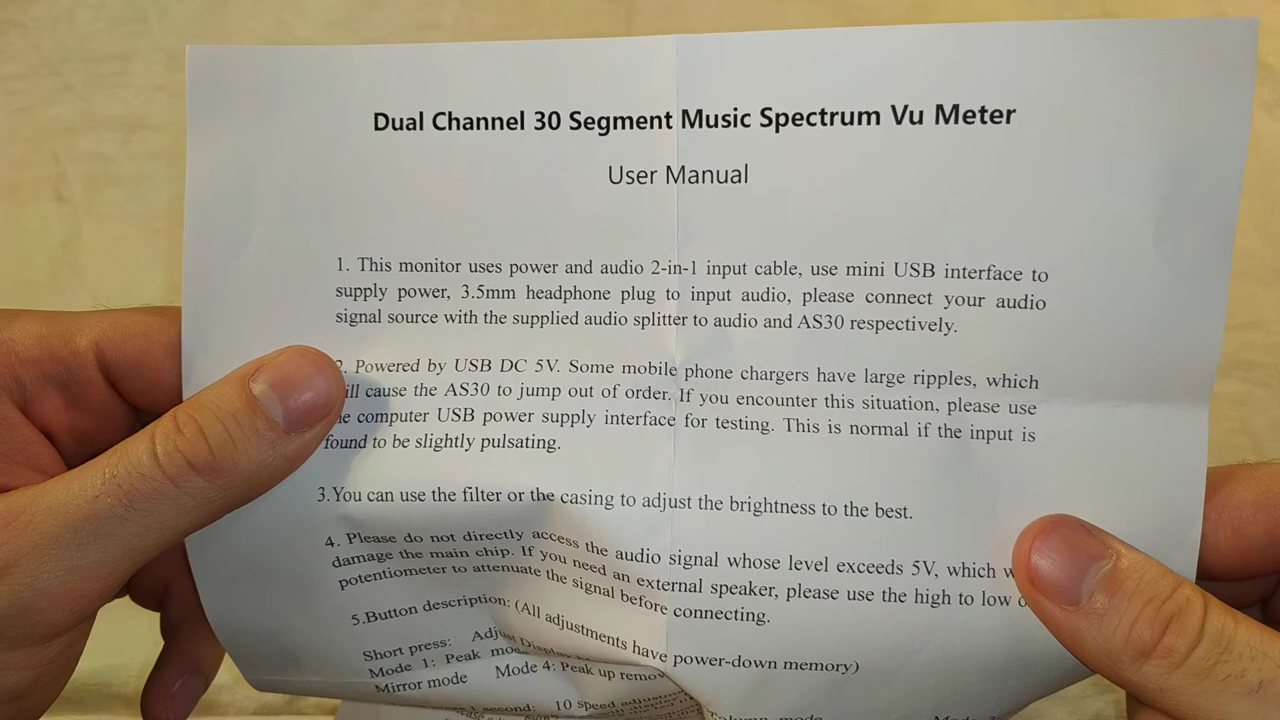 Dual Channel 30 Segment Music Spectrum Vu Meter
User Manual
1. This monitor uses power and audio 2-in-1 input cable, use mini USB interface to
supply power, 3.5mm headphone plug to input audio, please connect your audio
signal source with the supplied audio splitter to audio and AS30 respectively.
2. Powered by USB DC 5V. Some mobile phone chargers have large ripples, which
ill cause the AS30 to jump out of order. If you encounter this situation, please use
e computer USB power supply interface for testing. This is normal if the input is
found to be slightly pulsating.
3.You can use the filter or the casing to adjust the brightness to the best.
4. Please do not directly access the audio signal whose level exceeds 5V, which w
damage the main chip. If you need an external speaker, please use the high to low o
potentiometer to attenuate the signal before connecting.
5.Button description: (All adjustments have power-down memory)
Short press: Adjust Display
Mode 1: Peak mo
Mirror mode Mode 4: Peak up remov
second: 10 Speed adjustm
Column mode